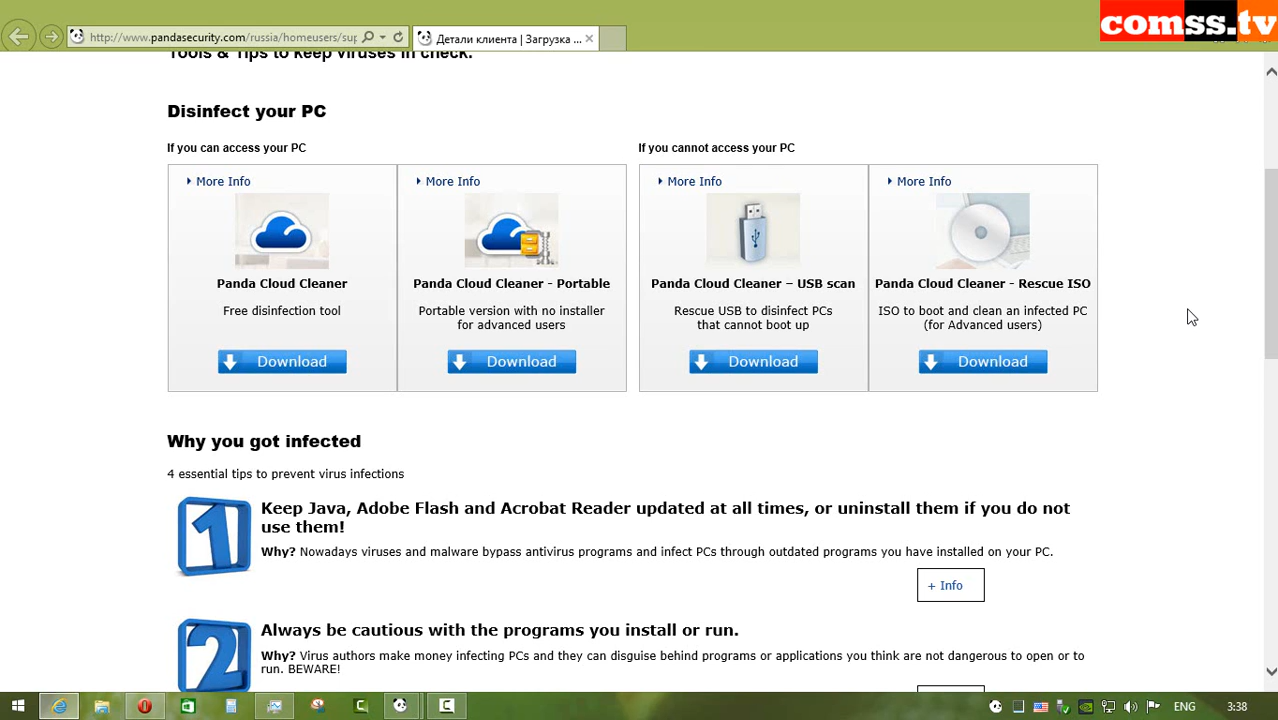 comss.tv
http://www.pandasecurity.com/russia/homeusers/sup
Детали клиента | Загрузка ...
Tools & Tips to keep viruses in check.
Disinfect your PC
If you can access your PC
If you cannot access your PC
More Info
More Info
More Info
More Info
Panda Cloud Cleaner
Panda Cloud Cleaner - Portable
Panda Cloud Cleaner – USB scan
Panda Cloud Cleaner - Rescue ISO
Free disinfection tool
Portable version with no installer
for advanced users
Rescue USB to disinfect PCs
that cannot boot up
ISO to boot and clean an infected PC
(for Advanced users)
Download
Download
Download
Download
Why you got infected
4 essential tips to prevent virus infections
1
Keep Java, Adobe Flash and Acrobat Reader updated at all times, or uninstall them if you do not
use them!
Why? Nowadays viruses and malware bypass antivirus programs and infect PCs through outdated programs you have installed on your PC.
+ Info
2
Always be cautious with the programs you install or run.
Why? Virus authors make money infecting PCs and they can disguise behind programs or applications you think are not dangerous to open or to
run. BEWARE!
ENG
3:38